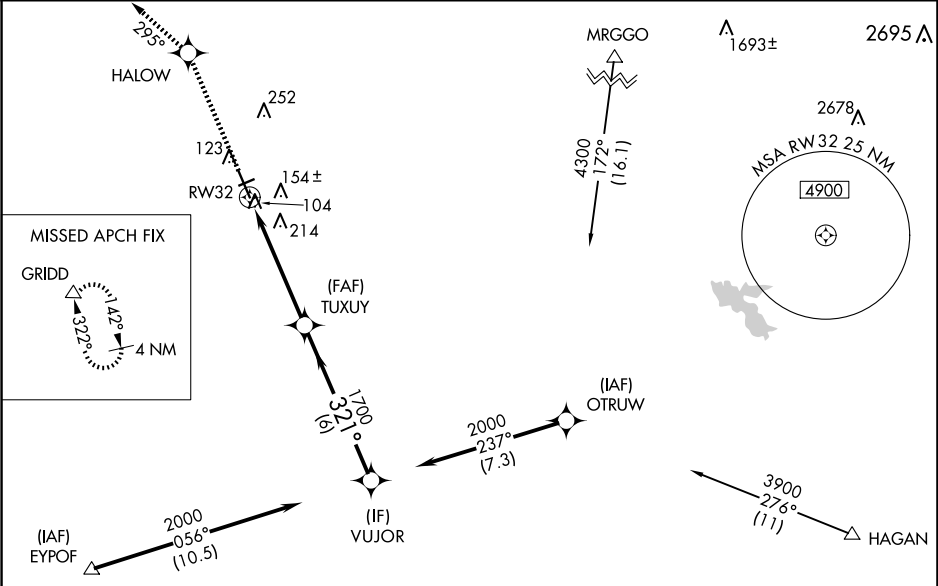 295°
HALOW
252
123
RW32
154±
104
214
MRGGO
4300
172°
(16.1)
1693±
2695
2678
MSA RW32 25 NM
4900
MISSED APCH FIX
GRIDD
142°
322°
4 NM
(FAF)
TUXUY
1700
321°
(6)
(IAF)
OTRUW
2000
237°
(7.3)
(IF)
VUJOR
(IAF)
EYPOF
2000
056°
(10.5)
3900
276°
(11)
HAGAN